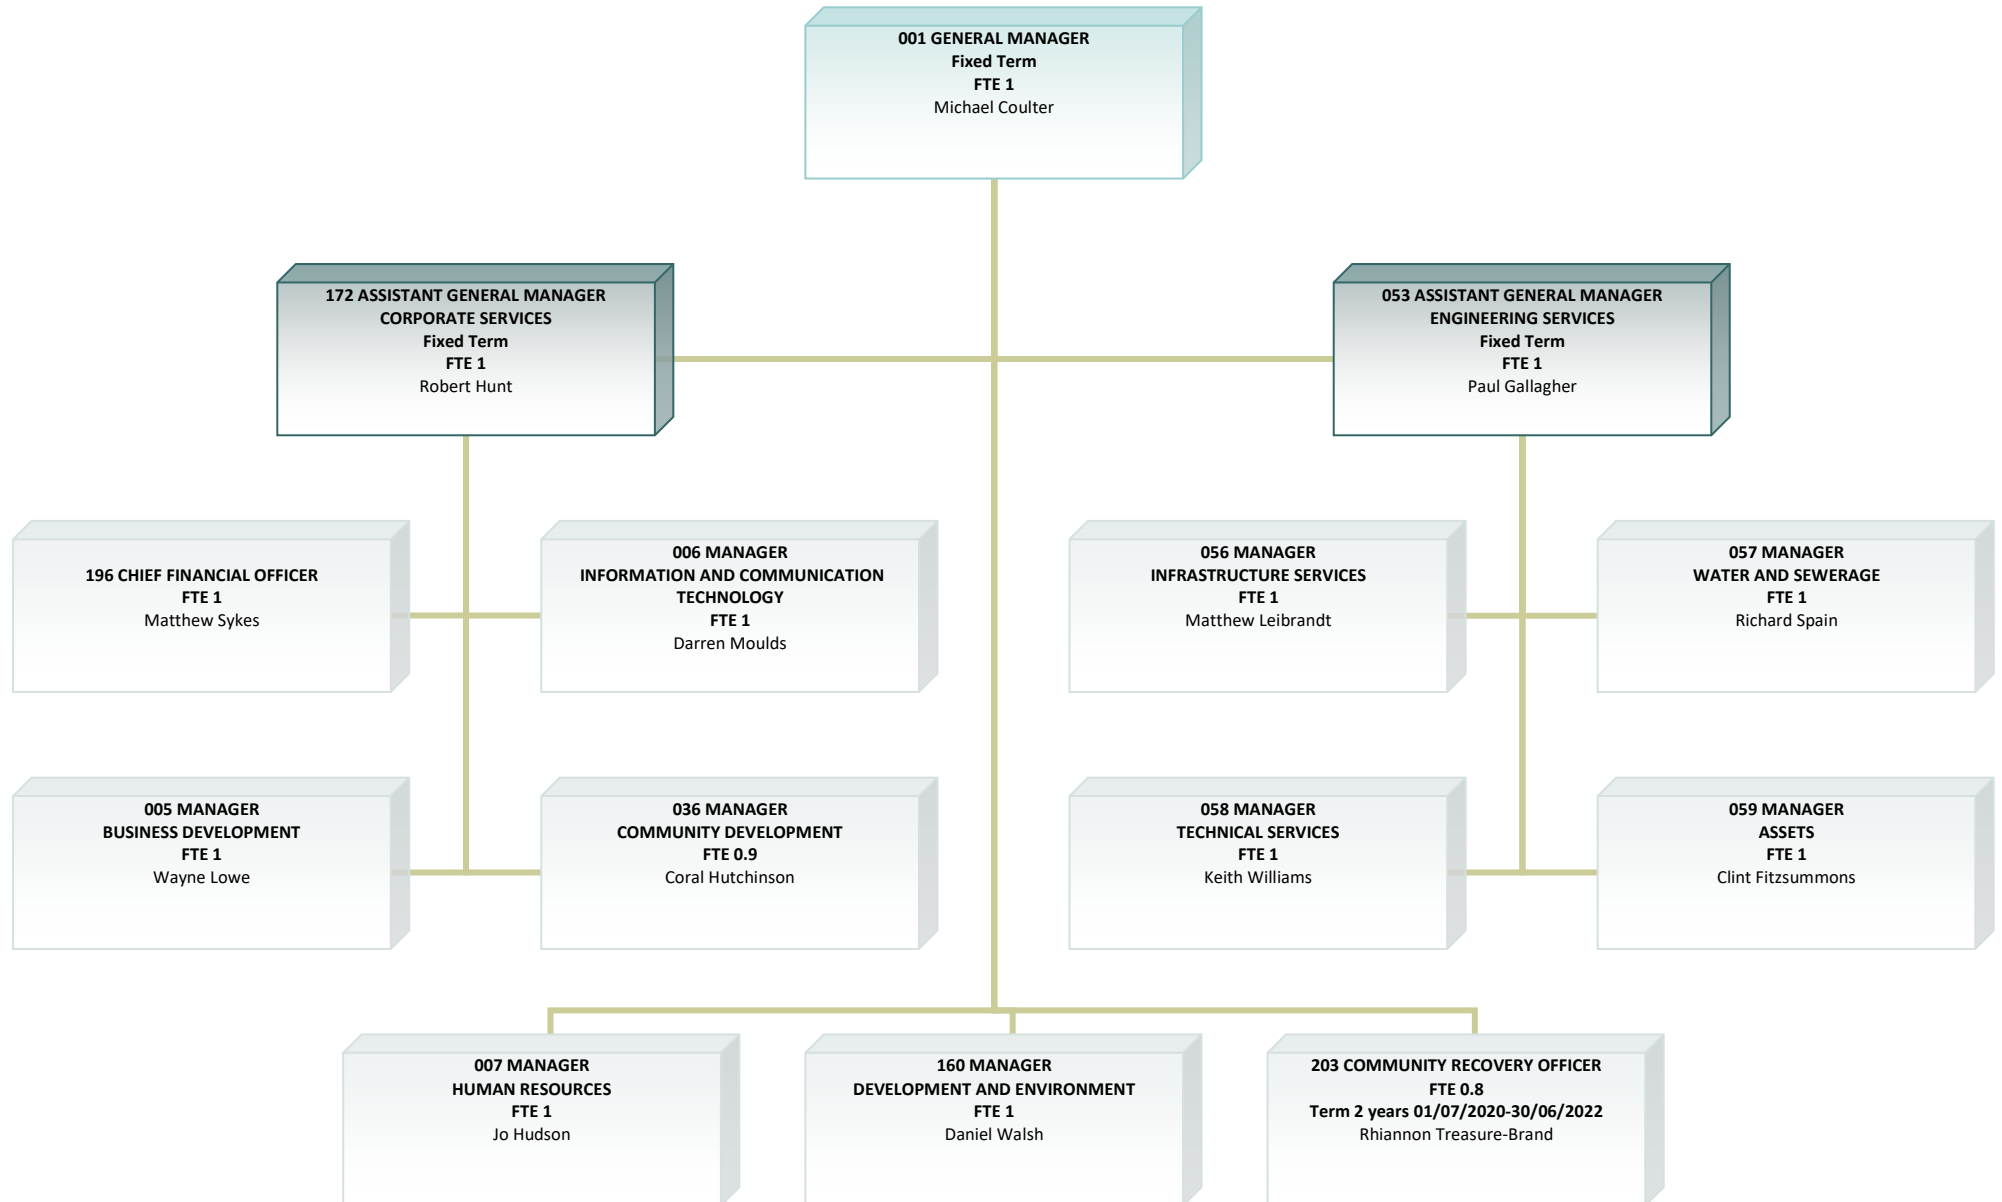 001 GENERAL MANAGER
Fixed Term
FTE 1
Michael Coulter
172 ASSISTANT GENERAL MANAGER
CORPORATE SERVICES
Fixed Term
FTE 1
Robert Hunt
053 ASSISTANT GENERAL MANAGER
ENGINEERING SERVICES
Fixed Term
FTE 1
Paul Gallagher
196 CHIEF FINANCIAL OFFICER
FTE 1
Matthew Sykes
006 MANAGER
INFORMATION AND COMMUNICATION
TECHNOLOGY
FTE 1
Darren Moulds
056 MANAGER
INFRASTRUCTURE SERVICES
FTE 1
Matthew Leibrandt
057 MANAGER
WATER AND SEWERAGE
FTE 1
Richard Spain
005 MANAGER
BUSINESS DEVELOPMENT
FTE 1
Wayne Lowe
036 MANAGER
COMMUNITY DEVELOPMENT
FTE 0.9
Coral Hutchinson
058 MANAGER
TECHNICAL SERVICES
FTE 1
Keith Williams
059 MANAGER
ASSETS
FTE 1
Clint Fitzsummons
007 MANAGER
HUMAN RESOURCES
FTE 1
Jo Hudson
160 MANAGER
DEVELOPMENT AND ENVIRONMENT
FTE 1
Daniel Walsh
203 COMMUNITY RECOVERY OFFICER
FTE 0.8
Term 2 years 01/07/2020-30/06/2022
Rhiannon Treasure-Brand